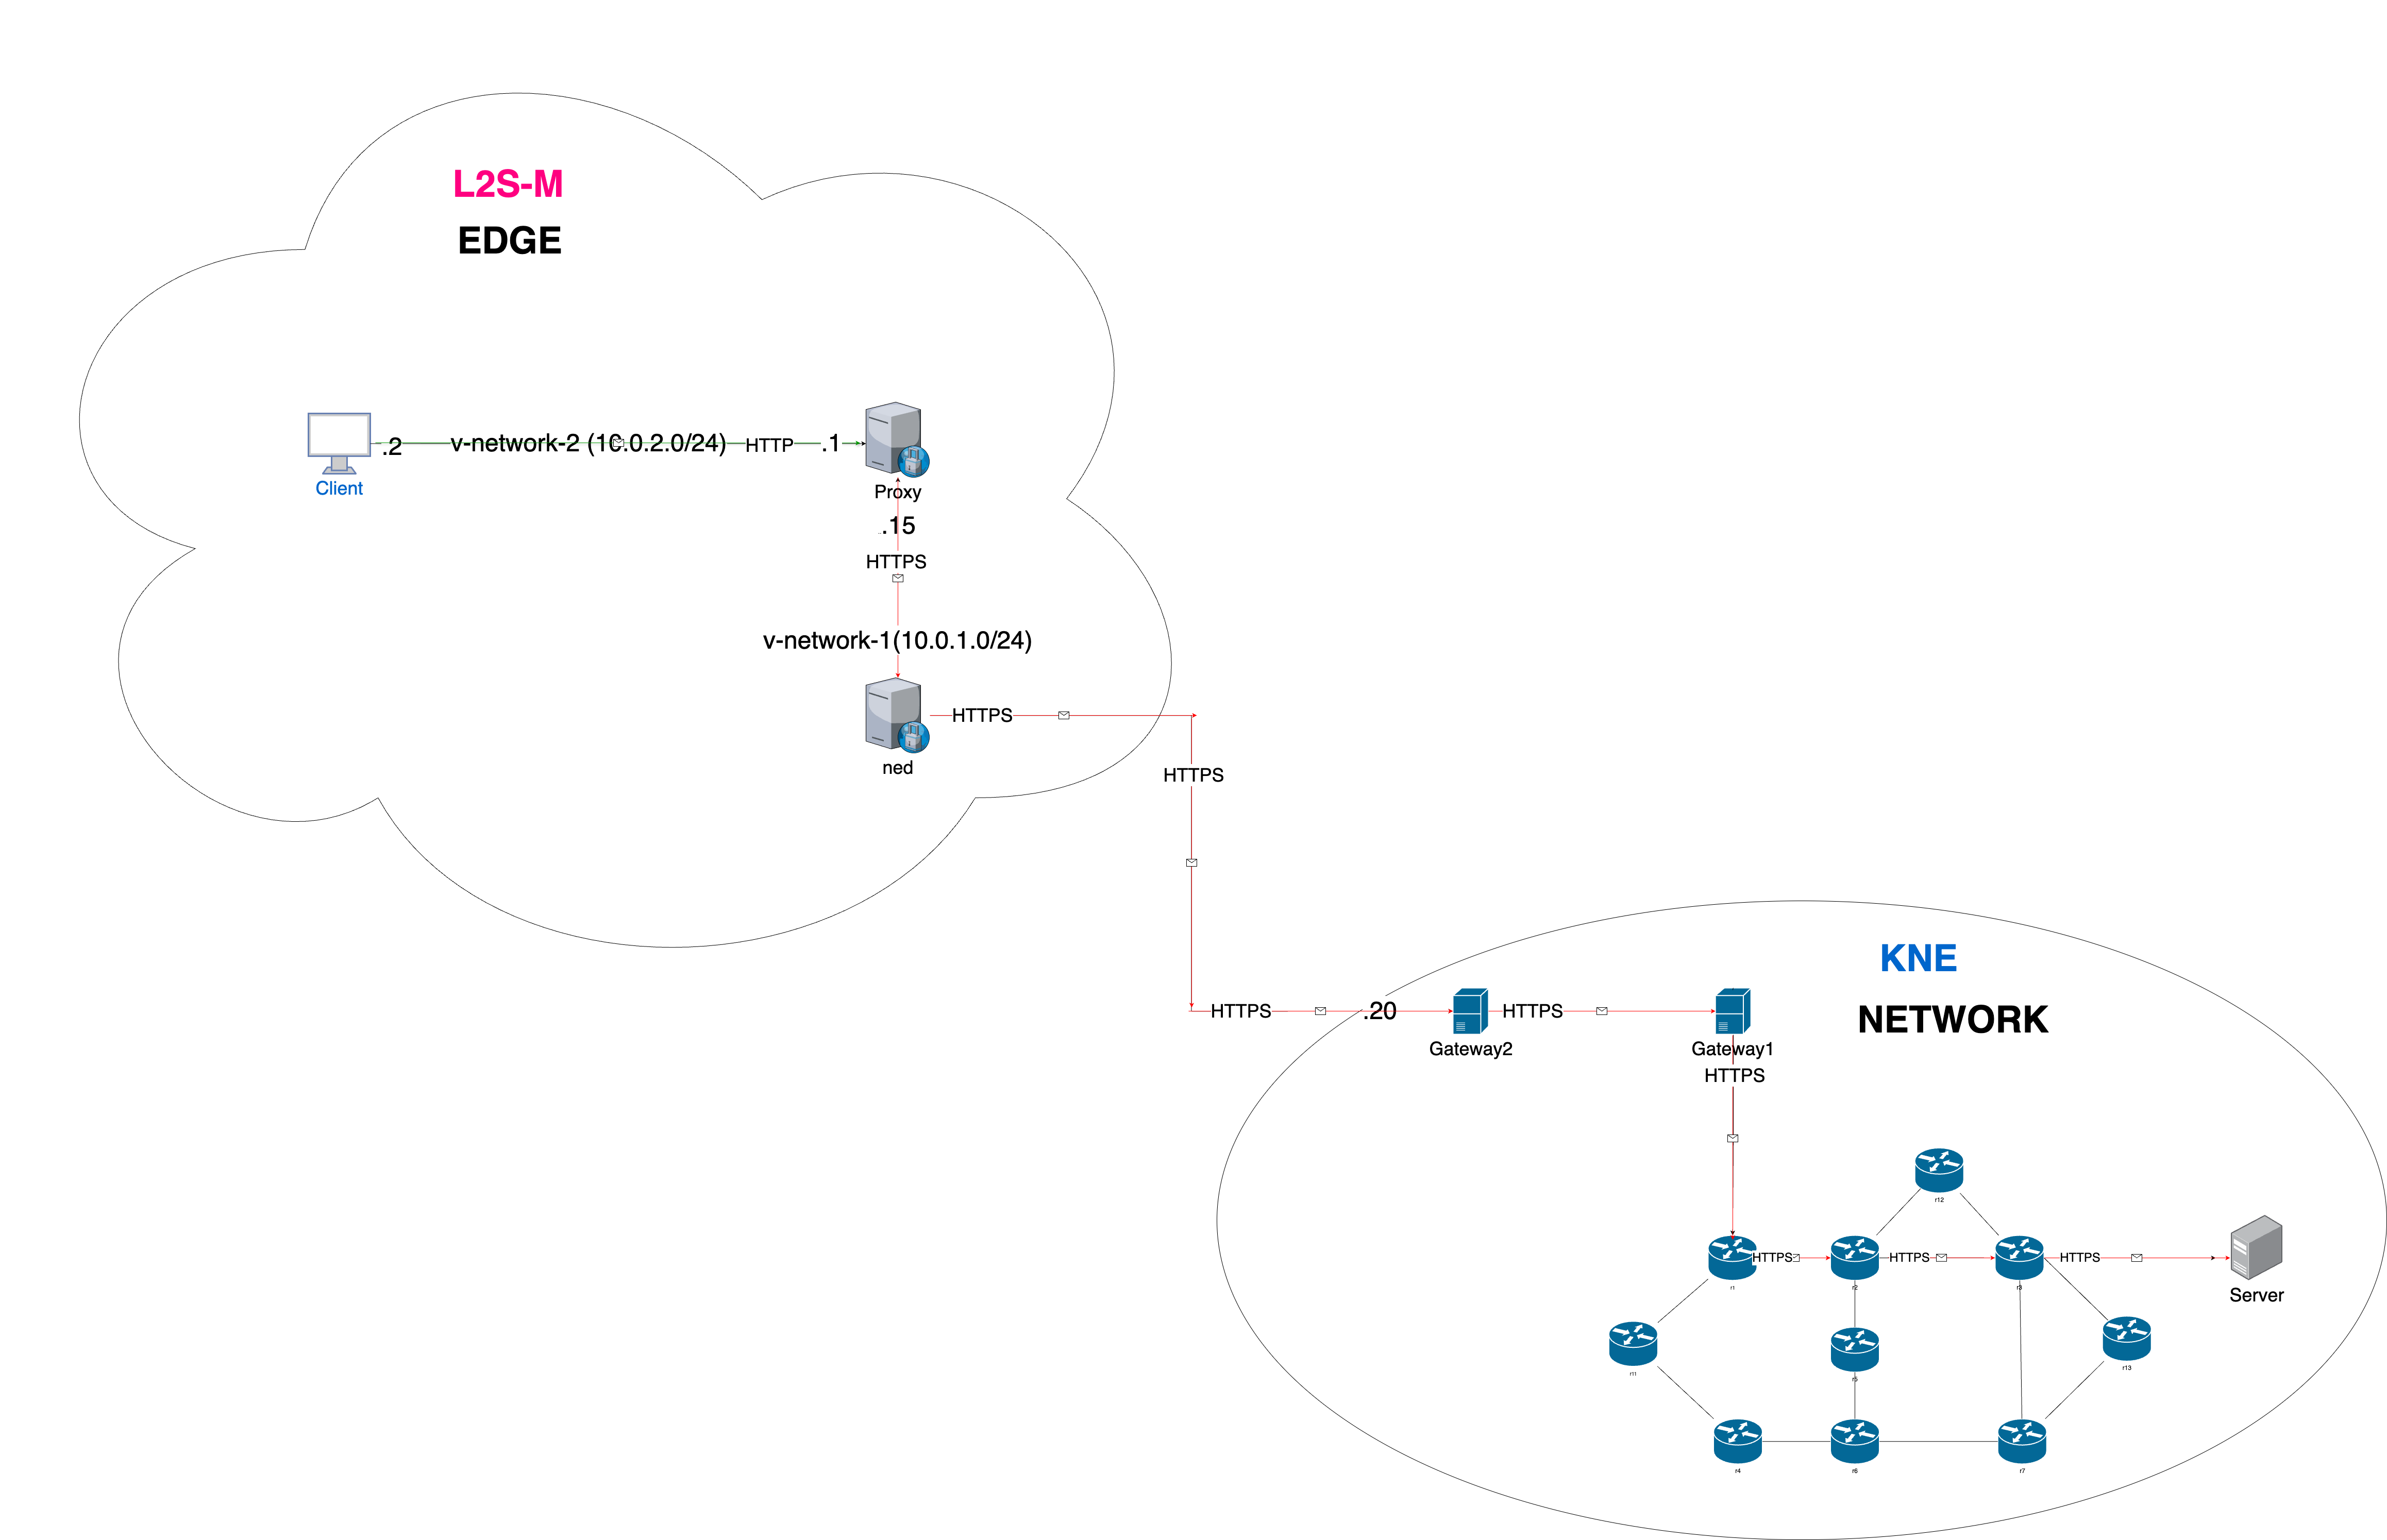 L2S-M
EDGE
.2
v-network-2 (10.0.2.0/24)
HTTP
.1
Client
Proxy
.15
HTTPS
v-network-1(10.0.1.0/24)
HTTPS
ned
HTTPS
KNE
HTTPS
.20
HTTPS
NETWORK
Gateway2
Gateway1
HTTPS
r12
HTTPS
HTTPS
HTTPS
r1
r2
r3
Server
r11
r5
r13
r4
r6
r7